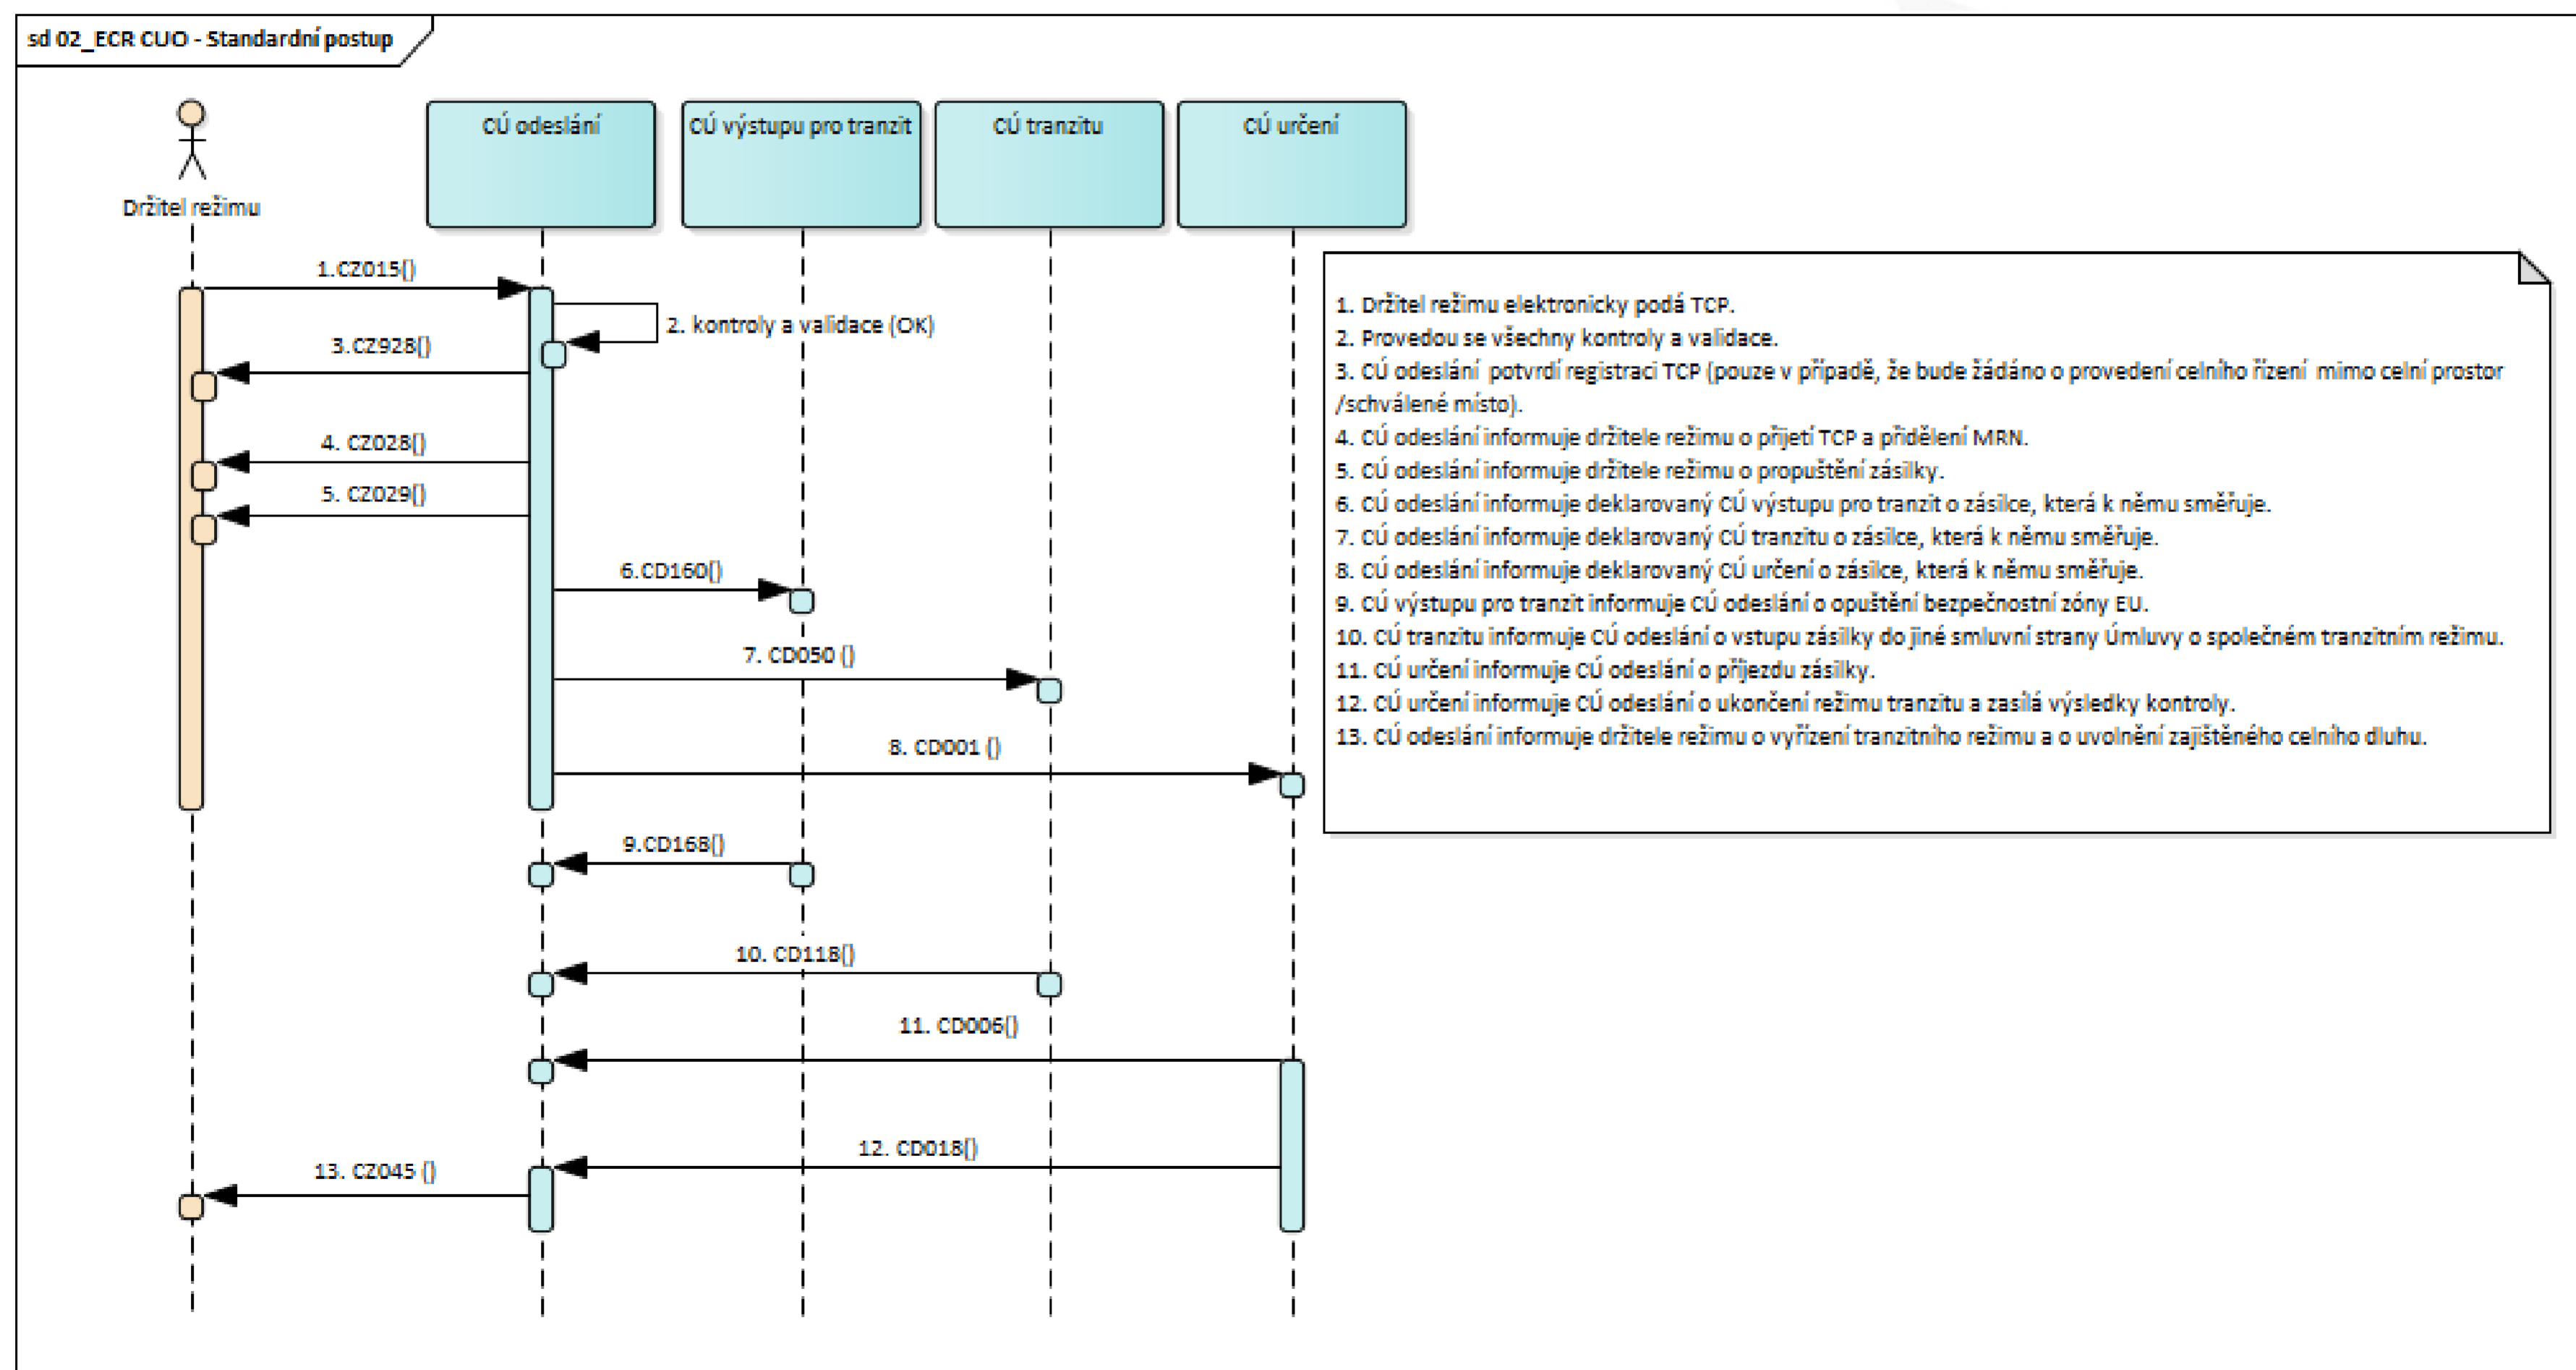 sd 02_ECR CUO - Standardní postup
CÚ odeslání
CÚ výstupu pro tranzit
CÚ tranzitu
CÚ určení
Držitel režimu
1.CZ015()
2. kontroly a validace (OK)
3.CZ928()
4. CZ028()
5. CZ029()
6.CD160()
7. CD050 ()
8. CD001 ()
9.CD168()
10. CD118()
11. CD006()
12. CD018()
13. CZ045 ()
1. Držitel režimu elektronicky podá TCP.
2. Provedou se všechny kontroly a validace.
3. CÚ odeslání  potvrdí registraci TCP (pouze v případě, že bude žádáno o provedení celního řízení  mimo celní prostor
/schválené místo).
4. CÚ odeslání informuje držitele režimu o přijetí TCP a přidělení MRN.
5. CÚ odeslání informuje držitele režimu o propuštění zásilky.
6. CÚ odeslání informuje deklarovaný CÚ výstupu pro tranzit o zásilce, která k němu směřuje.
7. CÚ odeslání informuje deklarovaný CÚ tranzitu o zásilce, která k němu směřuje.
8. CÚ odeslání informuje deklarovaný CÚ určení o zásilce, která k němu směřuje.
9. CÚ výstupu pro tranzit informuje CÚ odeslání o opuštění bezpečnostní zóny EU.
10. CÚ tranzitu informuje CÚ odeslání o vstupu zásilky do jiné smluvní strany Úmluvy o společném tranzitním režimu.
11. CÚ určení informuje CÚ odeslání o příjezdu zásilky.
12. CÚ určení informuje CÚ odeslání o ukončení režimu tranzitu a zasílá výsledky kontroly.
13. CÚ odeslání informuje držitele režimu o vyřízení tranzitního režimu a o uvolnění zajištěného celního dluhu.